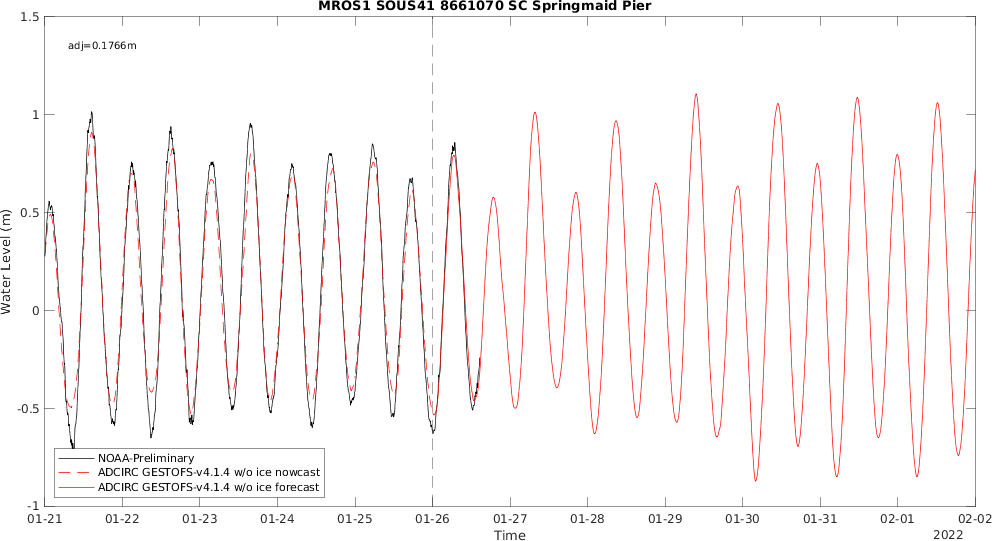 MROS1 SOUS41 8661070 SC Springmaid Pier
adj=0.1766m
1.5
1
0.5
0
-0.5
-1
Water Level (m)
NOAA-Preliminary
ADCIRC GESTOFS-v4.1.4 w/o ice nowcast
ADCIRC GESTOFS-v4.1.4 w/o ice forecast
01-21 01-22 01-23 01-24 01-25 01-26 01-27 01-28 01-29 01-30 01-31 02-01 02-02
Time
2022